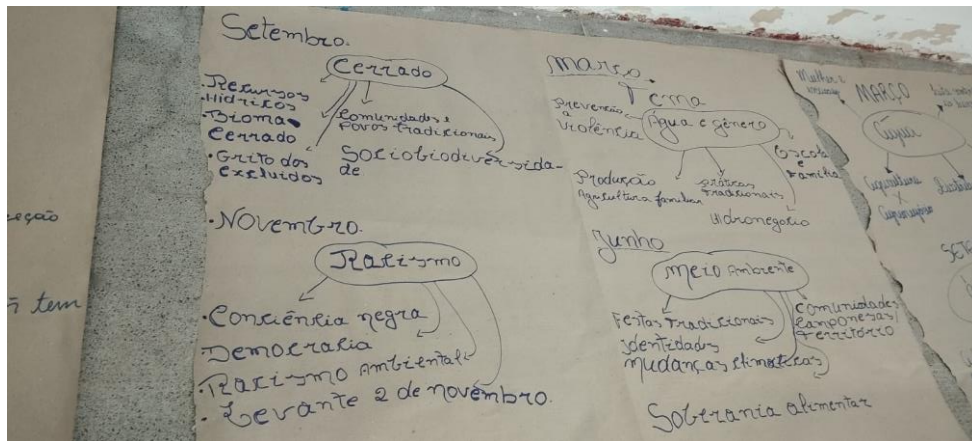 Setembro.
Cerrado
• Recursos
Hídricos
• Bioma
Cerrado
• Grito dos
Excluídos
Comunidades e
Povos Tradicionais
Sociobiodiversida-
de
• Novembro.
Racismo
• Consciência negra
Democracia
Racismo Ambiental
• Levante 2 de novembro.
Março.
Tema
Água e gênero
Prevenção
a
Violência
Escola
e
Família
Produção
Agricultura familiar
práticas
Tradicionais
Hidronegócio
Junho
Meio Ambiente
Festas Tradicionais
identidades
mudanças climáticas
Comunidades
Camponesas/
território
Soberania alimentar
tem
Mulher e
MARÇO
X